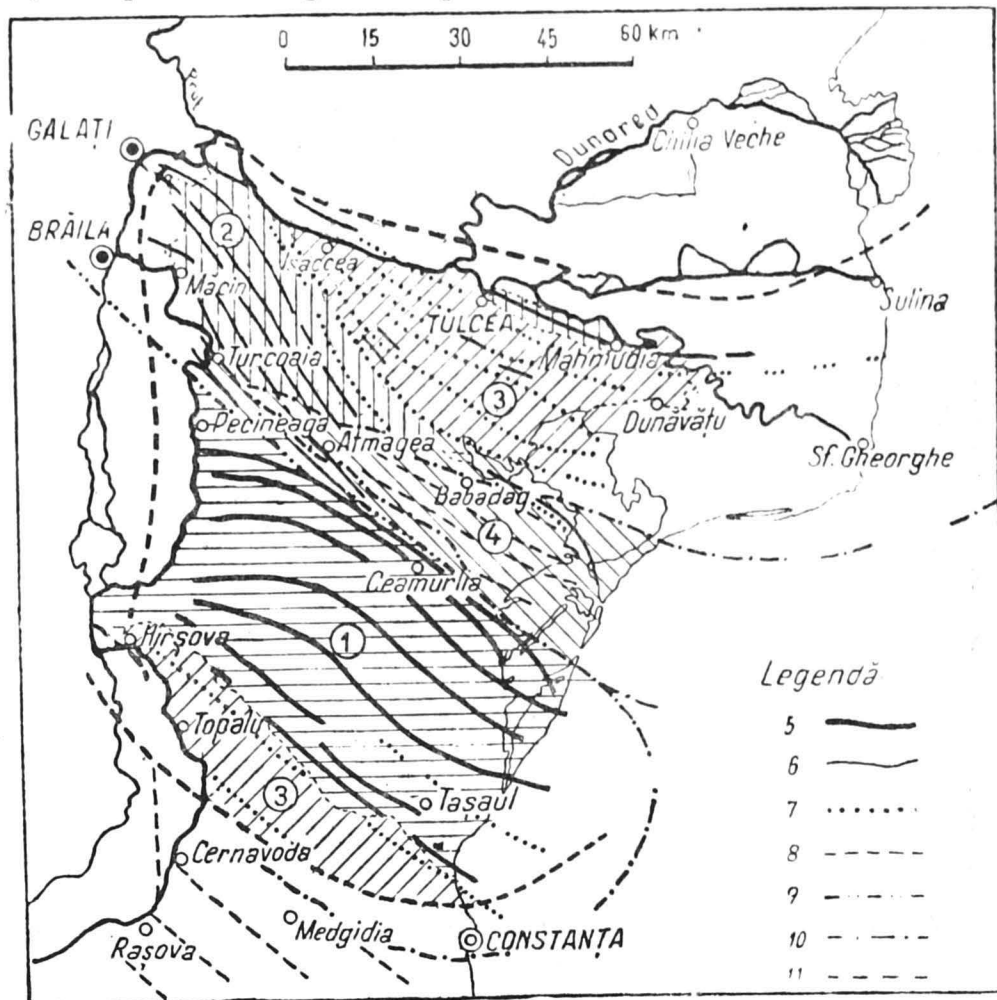 0 15 30 45 60 km
GALAȚI
Dunărea
Chilia Veche
BRĂILA
2
Isaccea
Măcin
Sulina
TULCEA
Turcoaia
Mahmudia
3
Dunăvățu
Pecineaga
Atmagea
Sf. Gheorghe
Babadag
4
Ceamurlia
1
Hîrșova
Legendă
Topalu
5
6
3
Tasaul
7
Cernavoda
8
9
Medgidia
Rașova
CONSTANȚA
10
11